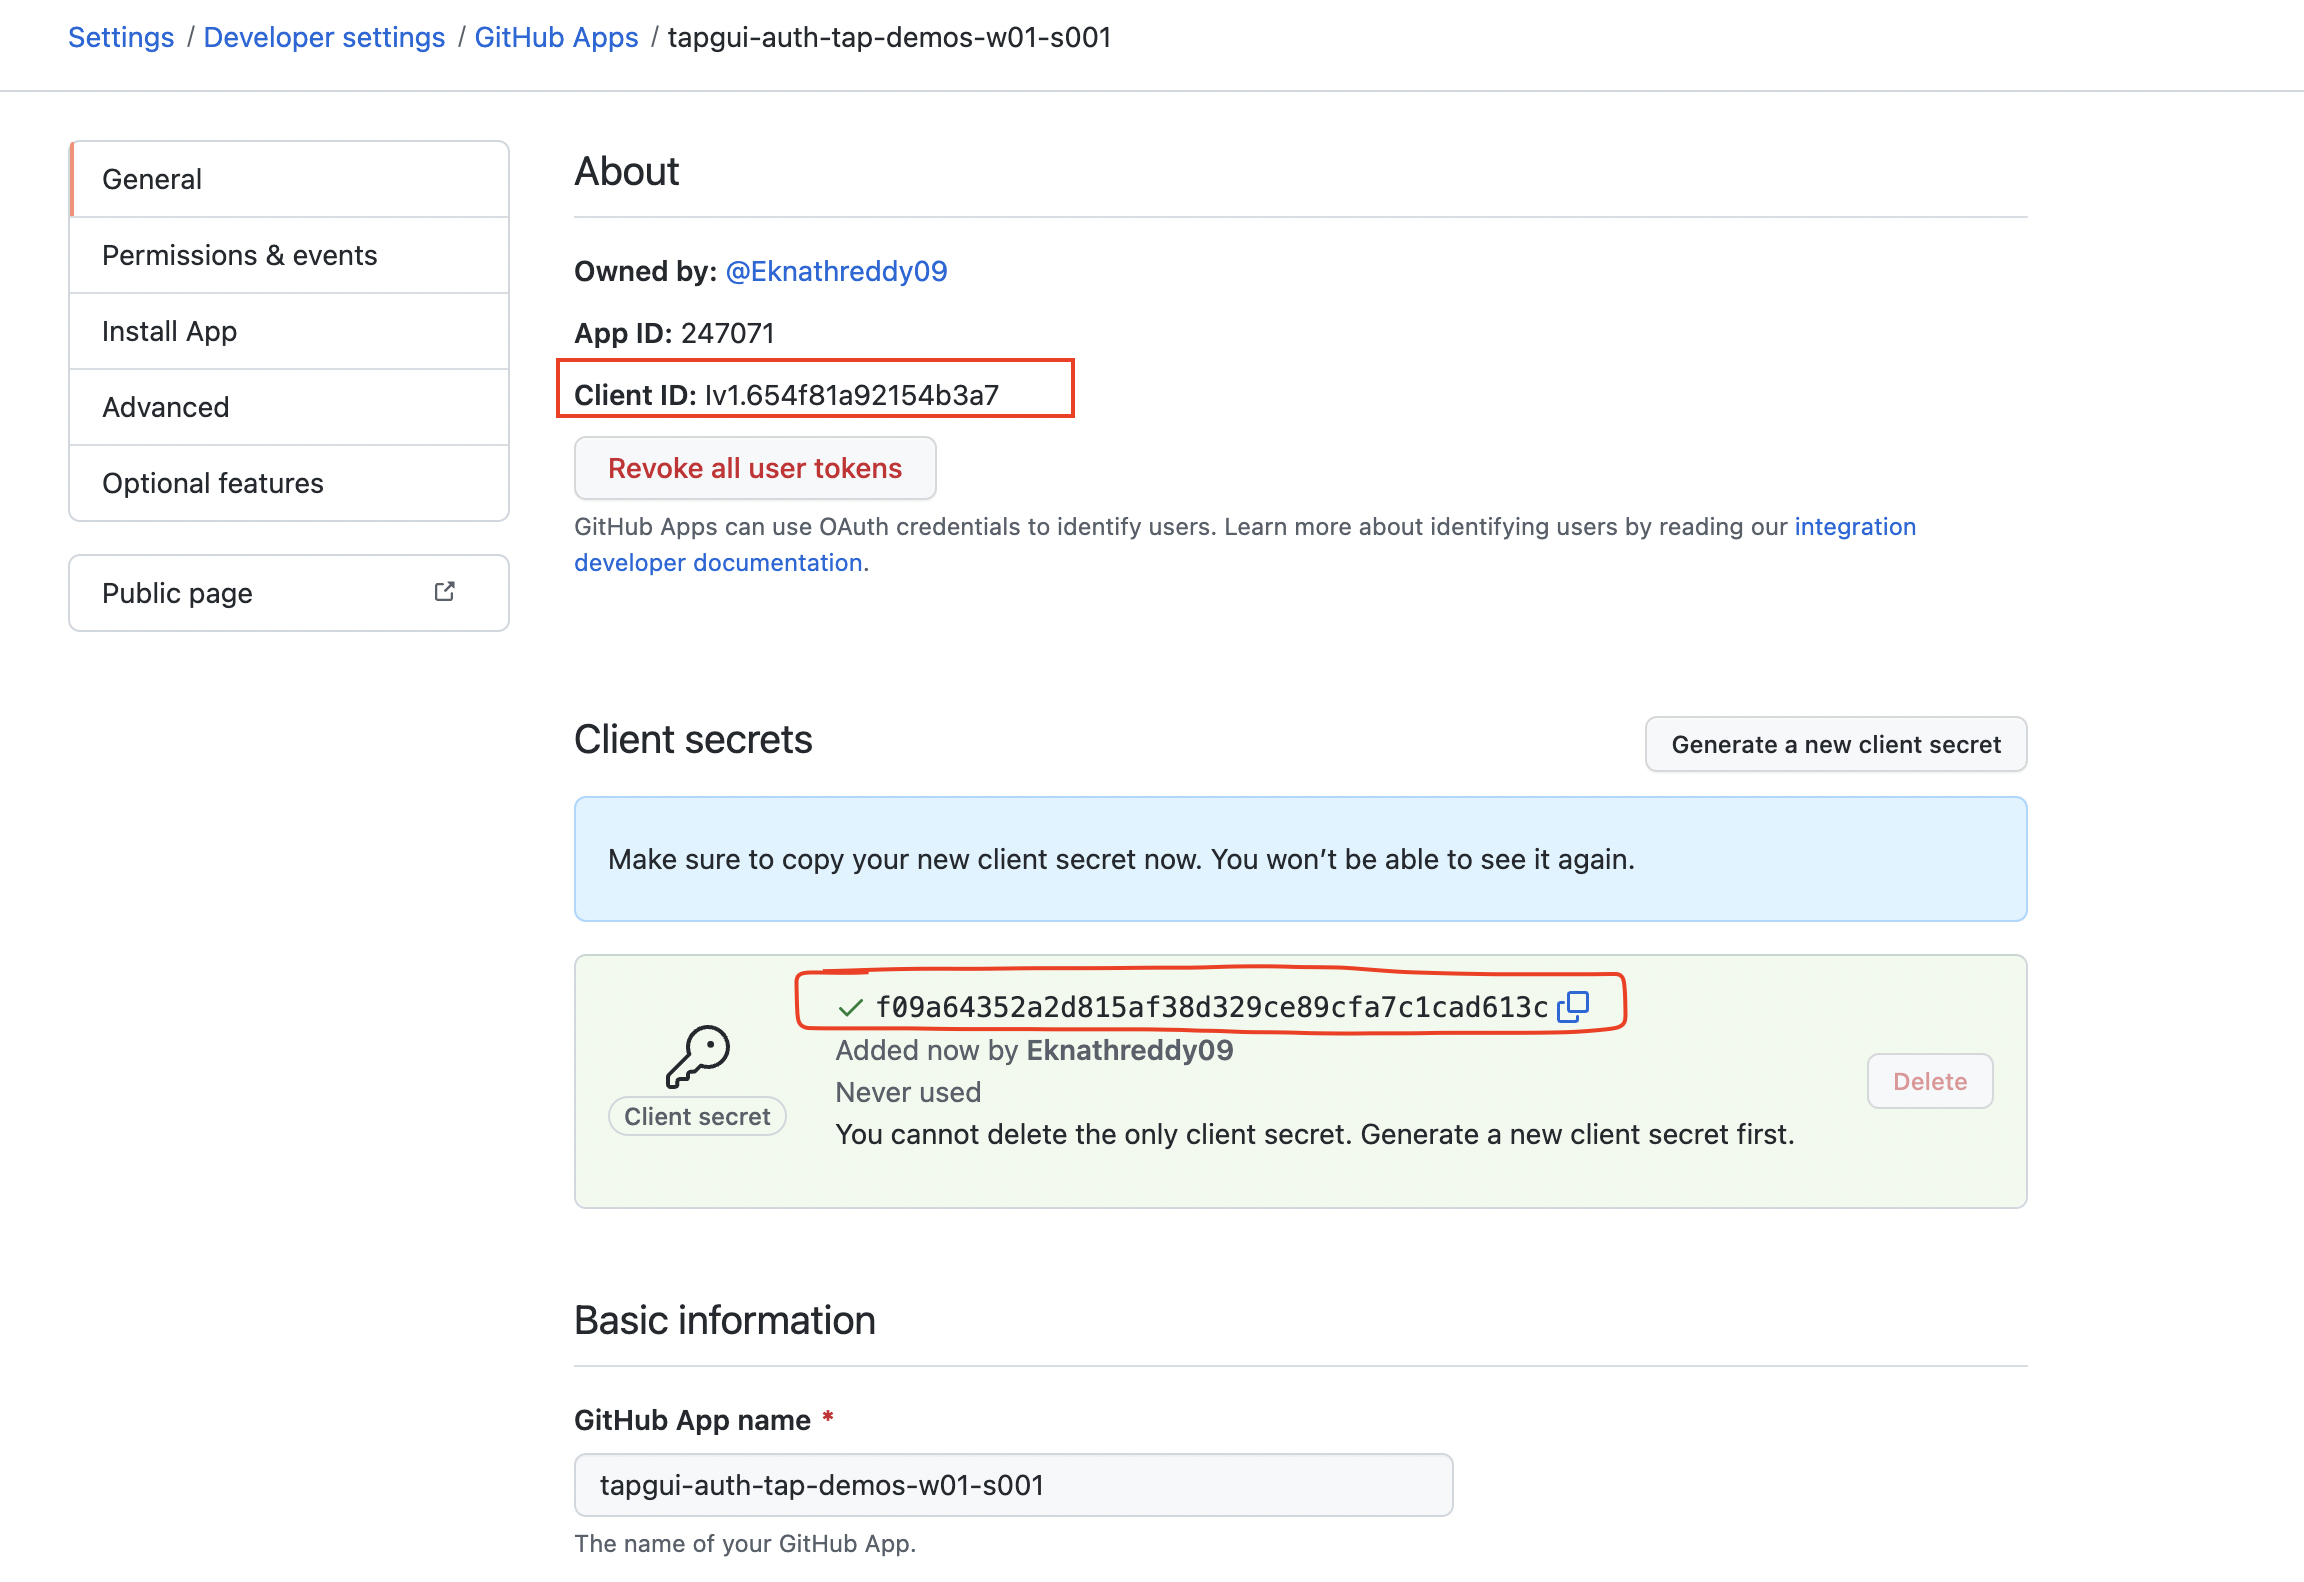 Settings / Developer settings / GitHub Apps / tapgui-auth-tap-demos-w01-s001
General
Permissions & events
Install App
Advanced
Optional features
Public page
About
Owned by: @Eknathreddy09
App ID: 247071
Client ID: Iv1.654f81a92154b3a7
Revoke all user tokens
GitHub Apps can use OAuth credentials to identify users. Learn more about identifying users by reading our integration
developer documentation.
Client secrets
Generate a new client secret
Make sure to copy your new client secret now. You won’t be able to see it again.
f09a64352a2d815af38d329ce89cfa7c1cad613c
Added now by Eknathreddy09
Never used
You cannot delete the only client secret. Generate a new client secret first.
Client secret
Delete
Basic information
GitHub App name *
tapgui-auth-tap-demos-w01-s001
The name of your GitHub App.